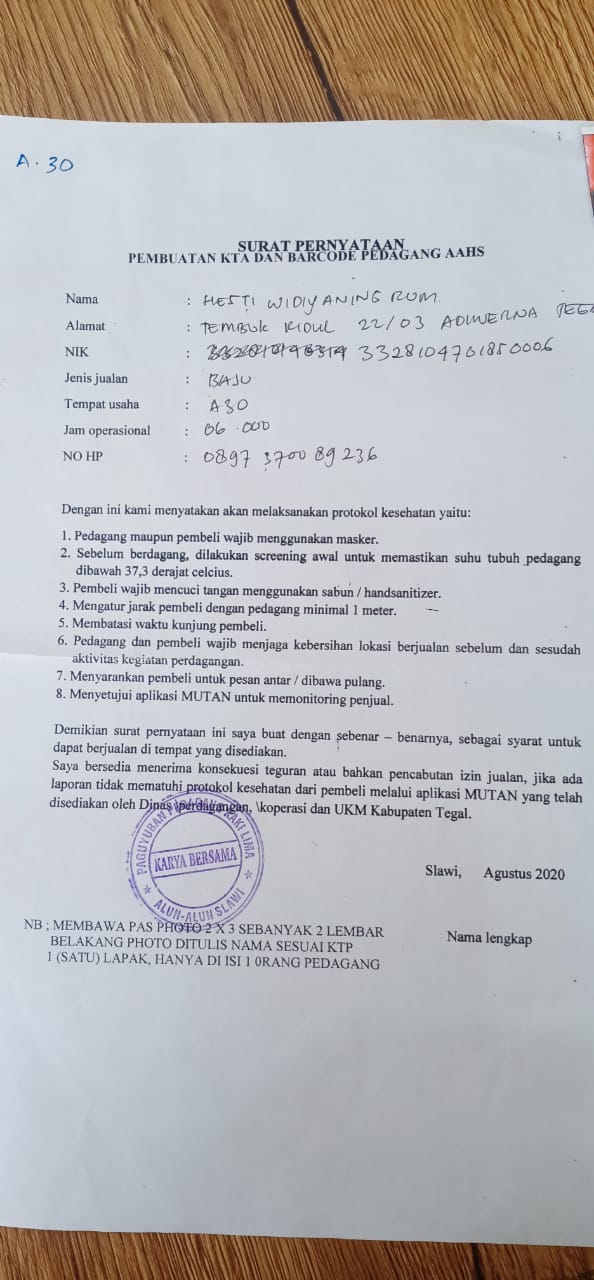 A. 30
SURAT PERNYATAAN
PEMBUATAN KTA DAN BARCODE PEDAGANG AAHS
Nama : HESTI WIDIYANINGRUM
Alamat : TEMBUK KIDUL 22/03 ADIWERNA TEGA
NIK : 3328104701850006
Jenis jualan : BAJU
Tempat usaha : A30
Jam operasional : 06.000
NO HP : 0897 3700 89 236
Dengan ini kami menyatakan akan melaksanakan protokol kesehatan yaitu:
1. Pedagang maupun pembeli wajib menggunakan masker.
2. Sebelum berdagang, dilakukan screening awal untuk memastikan suhu tubuh pedagang
dibawah 37,3 derajat celcius.
3. Pembeli wajib mencuci tangan menggunakan sabun / handsanitizer.
4. Mengatur jarak pembeli dengan pedagang minimal 1 meter.
5. Membatasi waktu kunjung pembeli.
6. Pedagang dan pembeli wajib menjaga kebersihan lokasi berjualan sebelum dan sesudah
aktivitas kegiatan perdagangan.
7. Menyarankan pembeli untuk pesan antar / dibawa pulang.
8. Menyetujui aplikasi MUTAN untuk memonitoring penjual.
Demikian surat pernyataan ini saya buat dengan sebenar – benarnya, sebagai syarat untuk
dapat berjualan di tempat yang disediakan.
Saya bersedia menerima konsekuesi teguran atau bahkan pencabutan izin jualan, jika ada
laporan tidak mematuhi protokol kesehatan dari pembeli melalui aplikasi MUTAN yang telah
disediakan oleh Dinas \perdagangan, \koperasi dan UKM Kabupaten Tegal.
PAGUYUBAN PEDAGANG KAKI LIMA
KARYA BERSAMA
ALUN-ALUN SLAWI
Slawi, Agustus 2020
NB ; MEMBAWA PAS PHOTO 2 X 3 SEBANYAK 2 LEMBAR
BELAKANG PHOTO DITULIS NAMA SESUAI KTP
1 (SATU) LAPAK, HANYA DI ISI 1 0RANG PEDAGANG
Nama lengkap